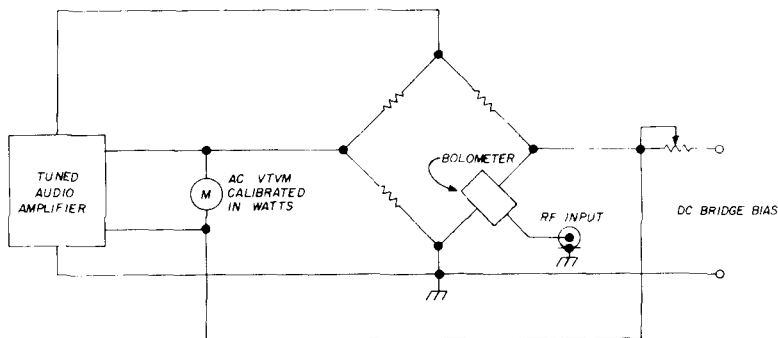 TUNED
AUDIO
AMPLIFIER
M
AC VTVM
CALIBRATED
IN WATTS
BOLOMETER
RF INPUT
DC BRIDGE BIAS